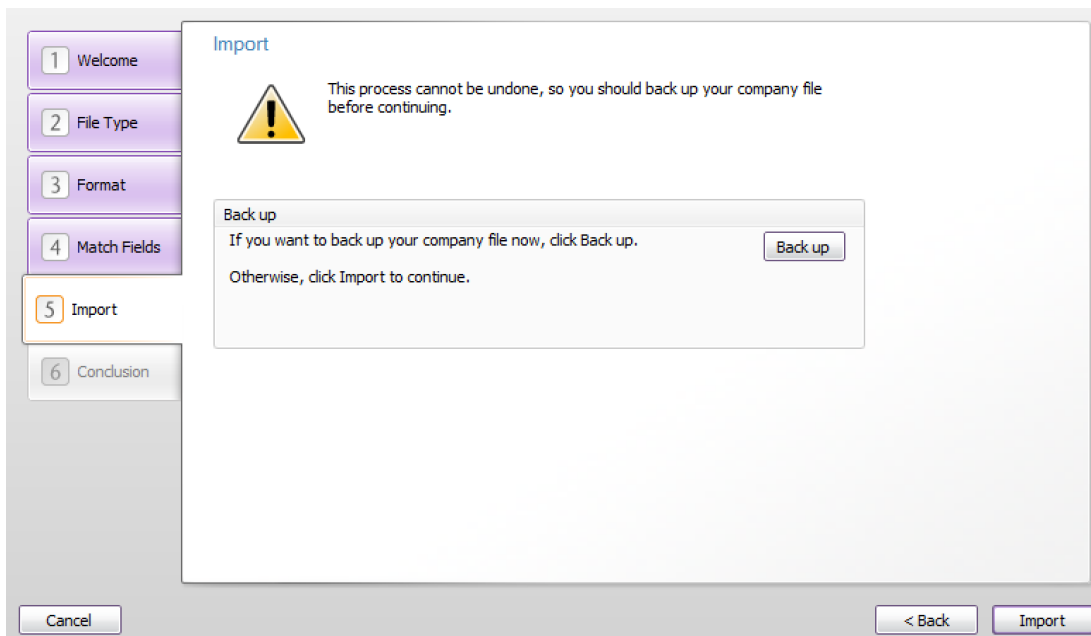 1 Welcome
2 File Type
3 Format
4 Match Fields
5 Import
6 Conclusion
Import
This process cannot be undone, so you should back up your company file
before continuing.
Back up
If you want to back up your company file now, click Back up.
Back up
Otherwise, click Import to continue.
Cancel
< Back
Import